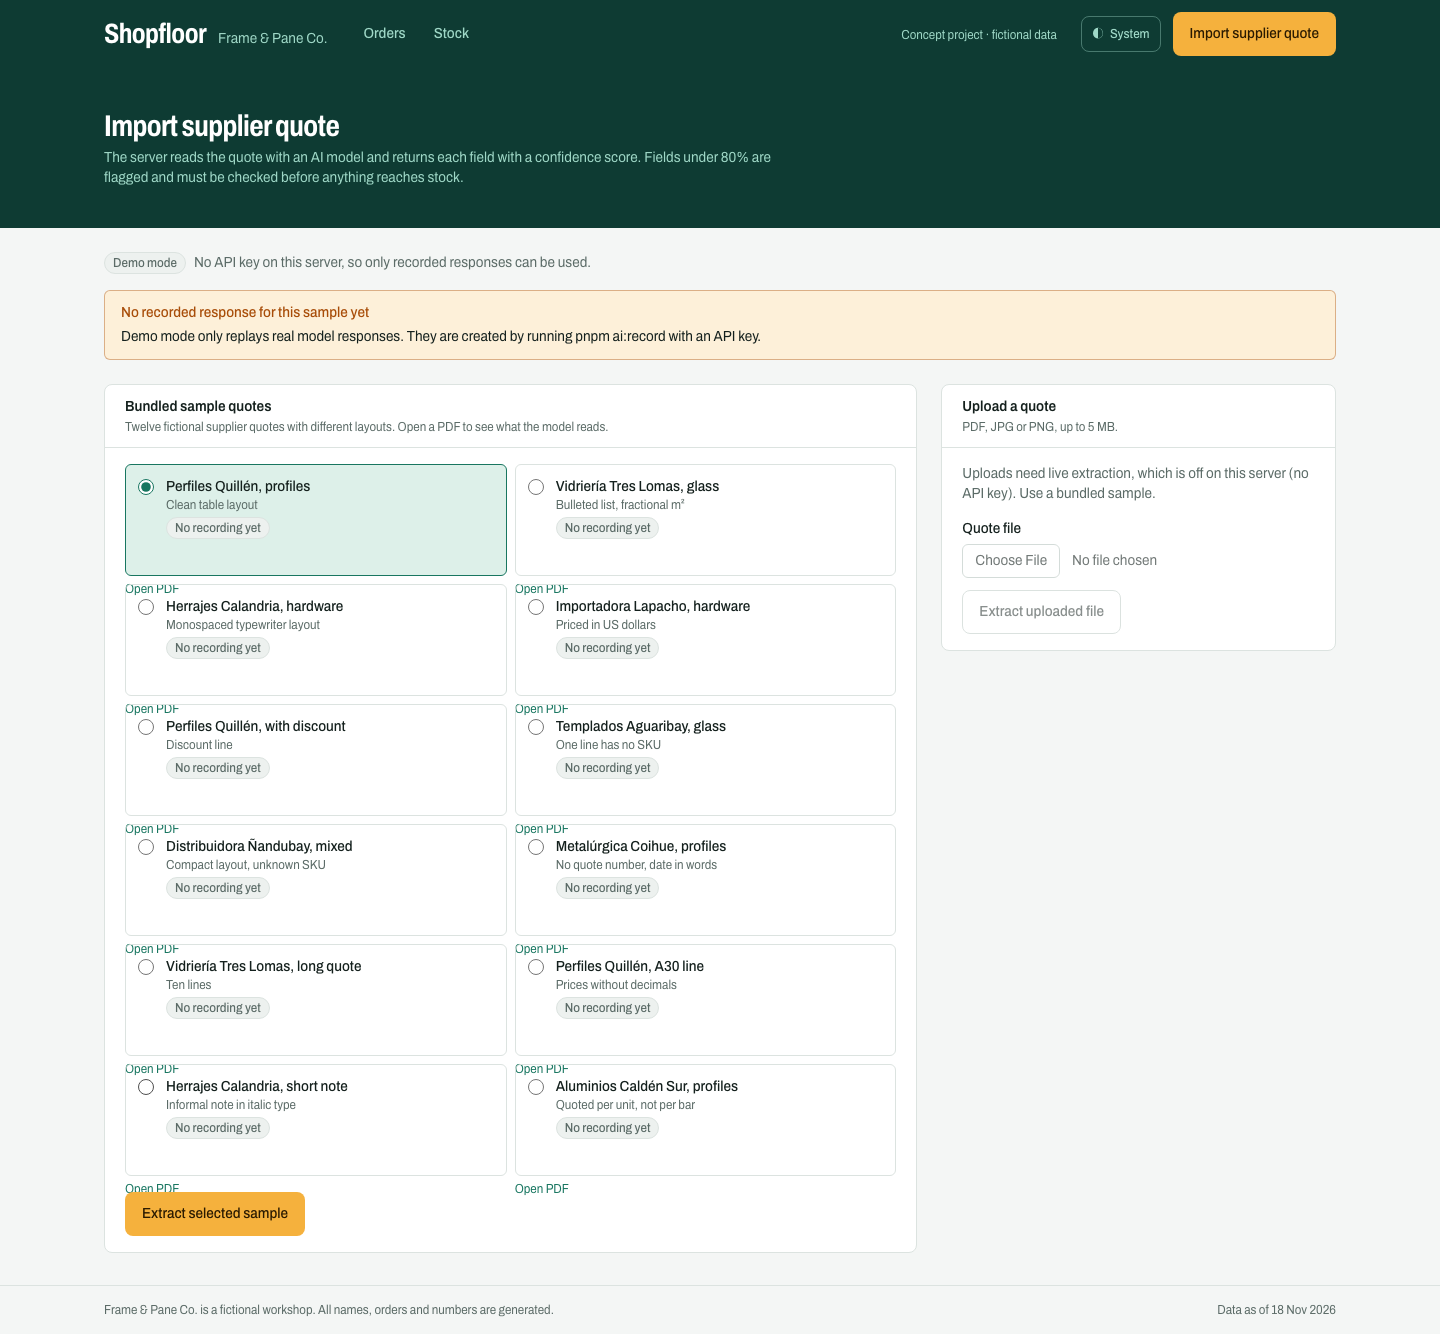 Shopfloor Frame & Pane Co. Orders Stock Concept project · fictional data System Import supplier quote
Import supplier quote
The server reads the quote with an AI model and returns each field with a confidence score. Fields under 80% are
flagged and must be checked before anything reaches stock.
Demo mode No API key on this server, so only recorded responses can be used.
No recorded response for this sample yet
Demo mode only replays real model responses. They are created by running pnpm ai:record with an API key.
Bundled sample quotes
Twelve fictional supplier quotes with different layouts. Open a PDF to see what the model reads.
Perfiles Quillén, profiles
Clean table layout
No recording yet
Open PDF
Vidriería Tres Lomas, glass
Bulleted list, fractional m²
No recording yet
Open PDF
Herrajes Calandria, hardware
Monospaced typewriter layout
No recording yet
Open PDF
Importadora Lapacho, hardware
Priced in US dollars
No recording yet
Open PDF
Perfiles Quillén, with discount
Discount line
No recording yet
Open PDF
Templados Aguaribay, glass
One line has no SKU
No recording yet
Open PDF
Distribuidora Ñandubay, mixed
Compact layout, unknown SKU
No recording yet
Open PDF
Metalúrgica Coihue, profiles
No quote number, date in words
No recording yet
Open PDF
Vidriería Tres Lomas, long quote
Ten lines
No recording yet
Open PDF
Perfiles Quillén, A30 line
Prices without decimals
No recording yet
Open PDF
Herrajes Calandria, short note
Informal note in italic type
No recording yet
Open PDF
Aluminios Caldén Sur, profiles
Quoted per unit, not per bar
No recording yet
Open PDF
Extract selected sample
Upload a quote
PDF, JPG or PNG, up to 5 MB.
Uploads need live extraction, which is off on this server (no
API key). Use a bundled sample.
Quote file
Choose File No file chosen
Extract uploaded file
Frame & Pane Co. is a fictional workshop. All names, orders and numbers are generated.
Data as of 18 Nov 2026